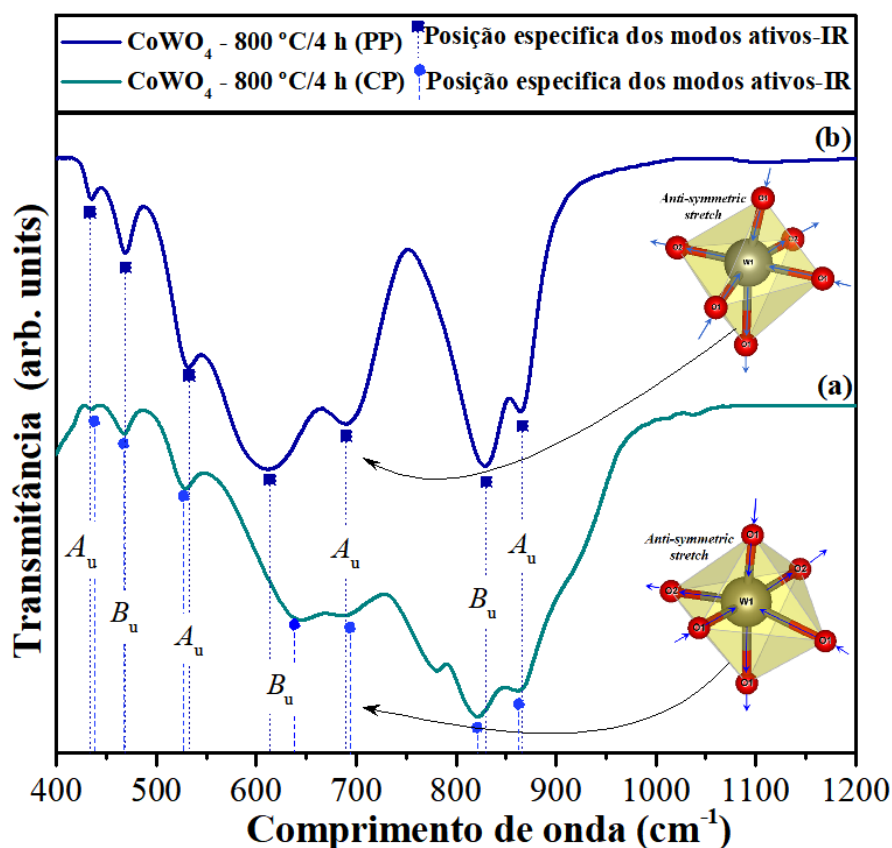 CoWO₄ - 800 ºC/4 h (PP) Posição especifica dos modos ativos-IR
CoWO₄ - 800 ºC/4 h (CP) Posição especifica dos modos ativos-IR
(b)
Anti-symmetric
stretch
O1
O2
O2
W1
O1
O1
O1
(a)
Anti-symmetric
stretch
O1
O2
O2
W1
O1
O1
O1
Aᵤ
Bᵤ
Aᵤ
Bᵤ
Aᵤ
Bᵤ
Aᵤ
Transmitância (arb. units)
400 500 600 700 800 900 1000 1100 1200
Comprimento de onda (cm⁻¹)